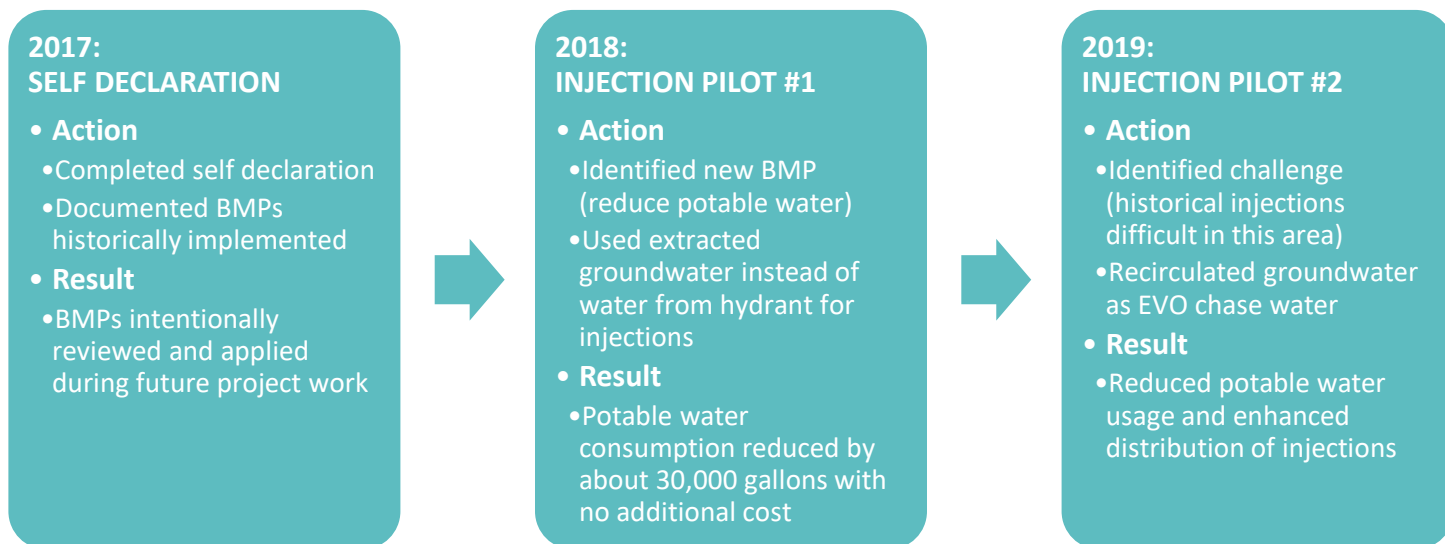 2017:
SELF DECLARATION
• Action
•Completed self declaration
•Documented BMPs
historically implemented
• Result
•BMPs intentionally
reviewed and applied
during future project work
2018:
INJECTION PILOT #1
• Action
•Identified new BMP
(reduce potable water)
•Used extracted
groundwater instead of
water from hydrant for
injections
• Result
•Potable water
consumption reduced by
about 30,000 gallons with
no additional cost
2019:
INJECTION PILOT #2
• Action
•Identified challenge
(historical injections
difficult in this area)
•Recirculated groundwater
as EVO chase water
• Result
•Reduced potable water
usage and enhanced
distribution of injections